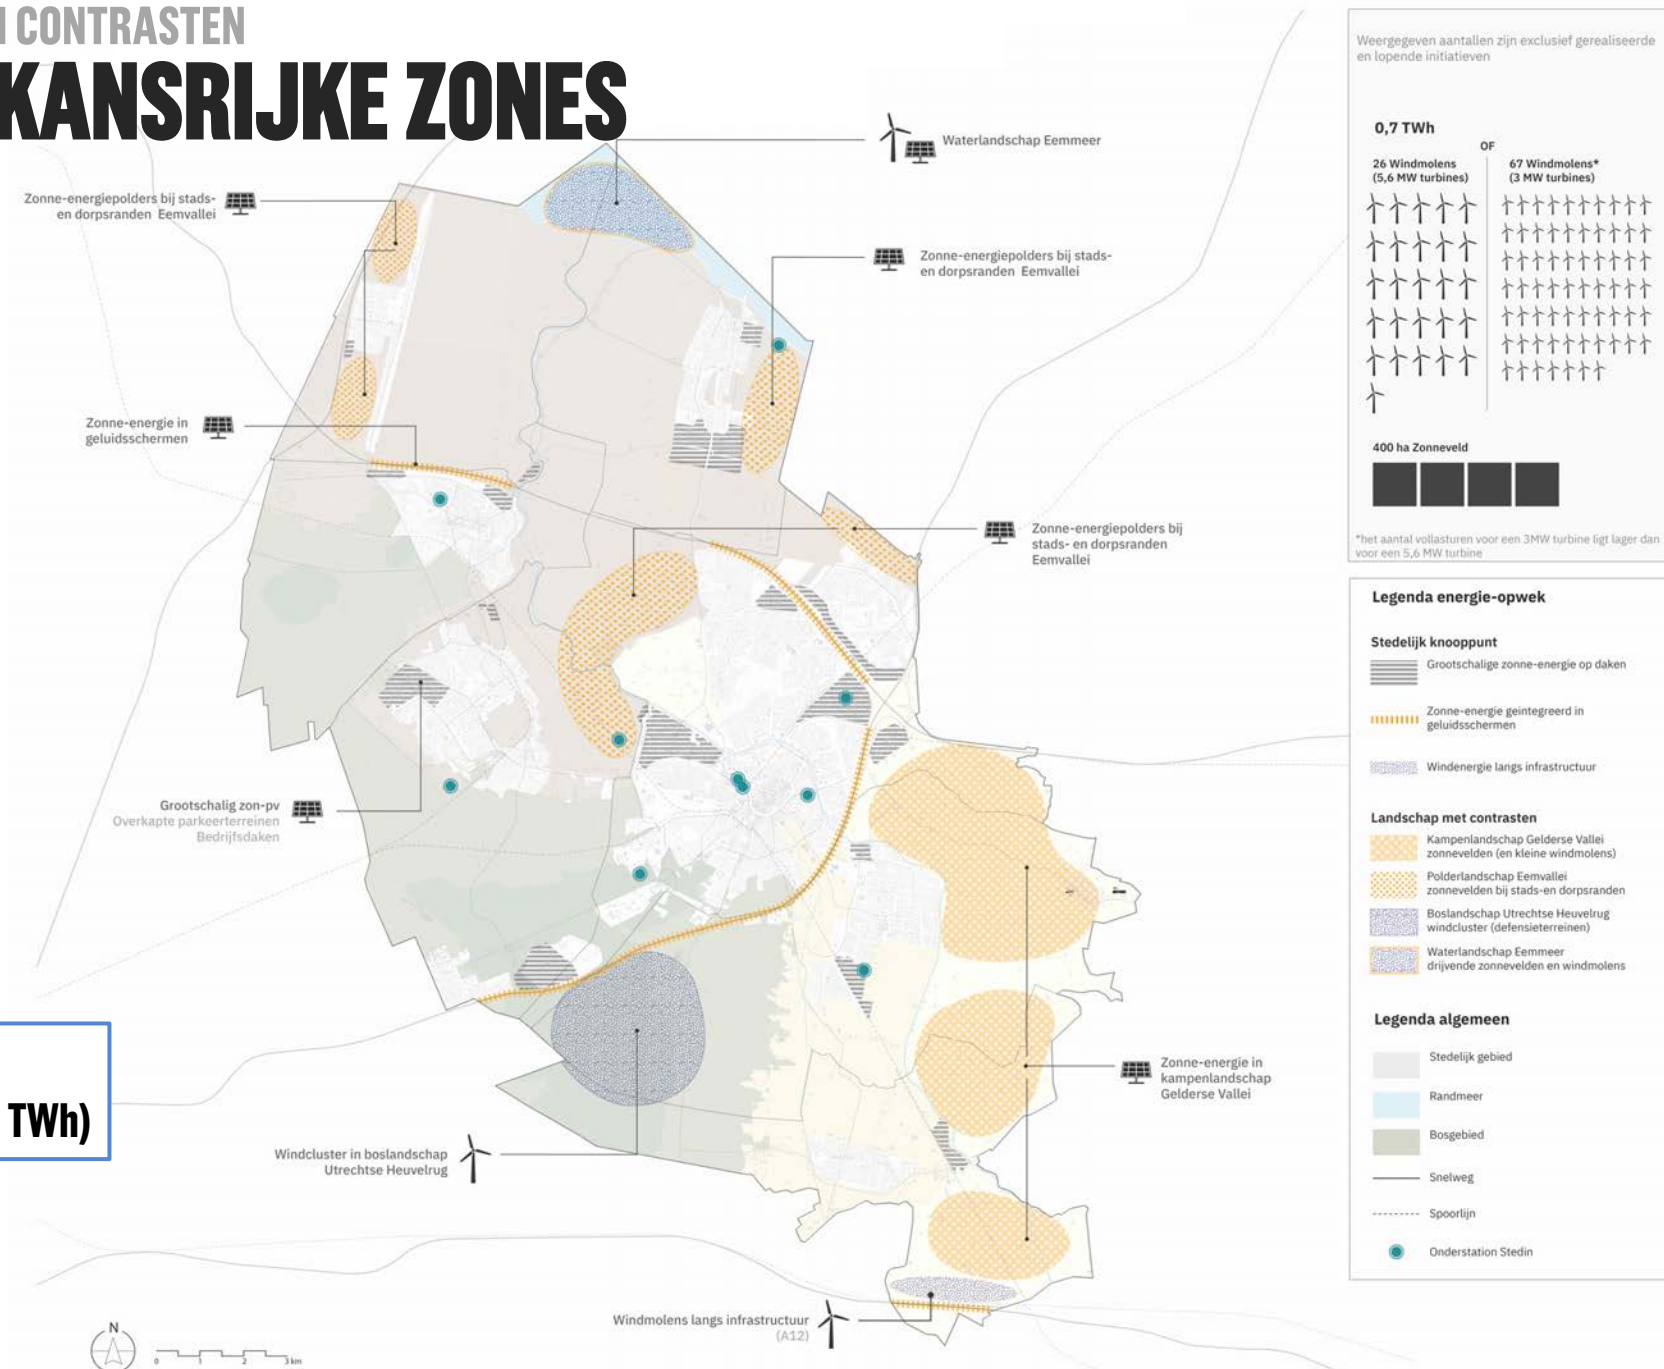 CONTRASTEN
KANSRIJKE ZONES
Waterlandschap Eemmeer
Zonne-energiepolders bij stads-
en dorpsranden Eemvallei
Zonne-energiepolders bij stads-
en dorpsranden Eemvallei
Zonne-energie in
geluidsschermen
Zonne-energiepolders bij
stads- en dorpsranden
Eemvallei
Grootschalig zon-pv
Overkapte parkeerterreinen
Bedrijfsdaken
TWh)
Zonne-energie in
kampenlandschap
Gelderse Vallei
Windcluster in boslandschap
Utrechtse Heuvelrug
Windmolens langs infrastructuur
(A12)
N
0 1 2 3 km
Weergegeven aantallen zijn exclusief gerealiseerde
en lopende initiatieven
0,7 TWh
OF
26 Windmolens
(5,6 MW turbines)
67 Windmolens*
(3 MW turbines)
400 ha Zonneveld
*het aantal vollasturen voor een 3MW turbine ligt lager dan
voor een 5,6 MW turbine
Legenda energie-opwek
Stedelijk knooppunt
Grootschalige zonne-energie op daken
Zonne-energie geintegreerd in
geluidsschermen
Windenergie langs infrastructuur
Landschap met contrasten
Kampenlandschap Gelderse Vallei
zonnevelden (en kleine windmolens)
Polderlandschap Eemvallei
zonnevelden bij stads-en dorpsranden
Boslandschap Utrechtse Heuvelrug
windcluster (defensieterreinen)
Waterlandschap Eemmeer
drijvende zonnevelden en windmolens
Legenda algemeen
Stedelijk gebied
Randmeer
Bosgebied
Snelweg
Spoorlijn
Onderstation Stedin